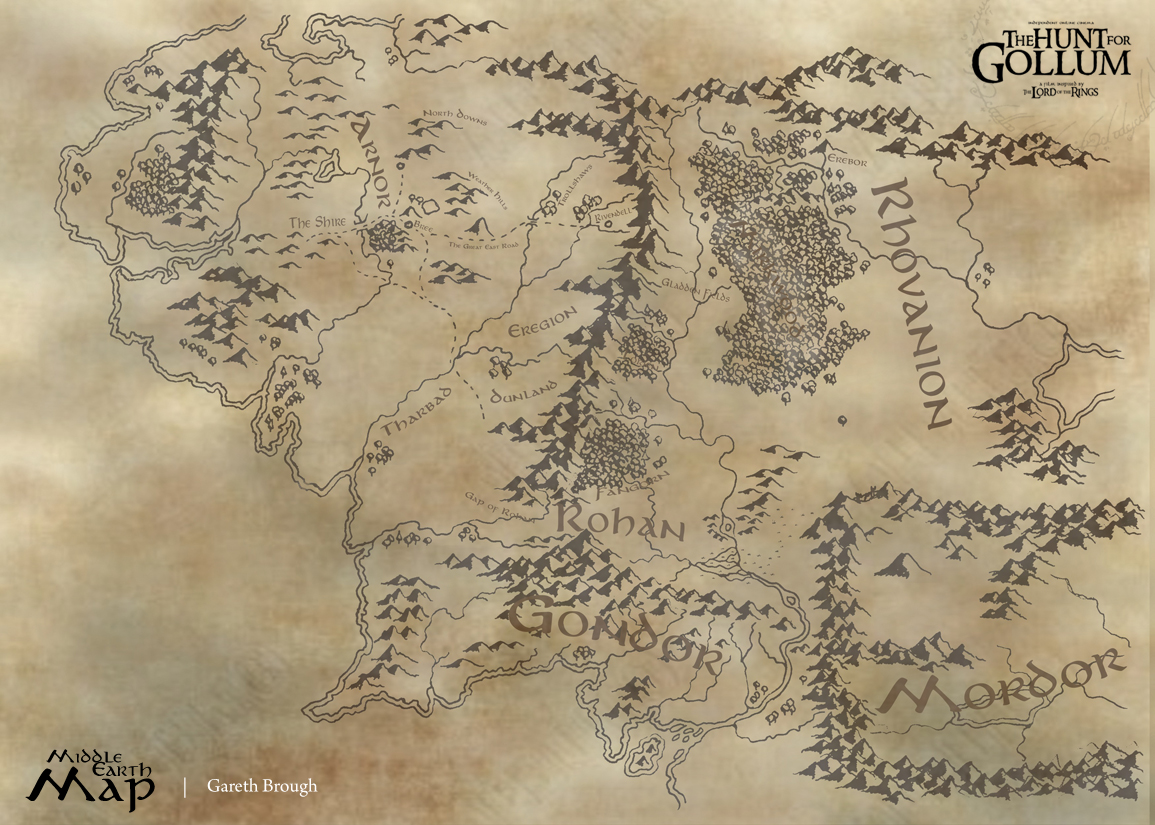 independent online cinema
The HUNT FOR
GOLLUM
a film inspired by
THE LORD OF THE RINGS
North Downs
Arnor
Erebor
Weather Hills
Trollshaws
Rhovanion
The Shire
Bree
Rivendell
The Great East Road
Gladden Fields
Eregion
Dunland
Tharbad
Fangorn
Gap of Rohan
Rohan
Gondor
Mordor
Middle
Earth
Map
| Gareth Brough